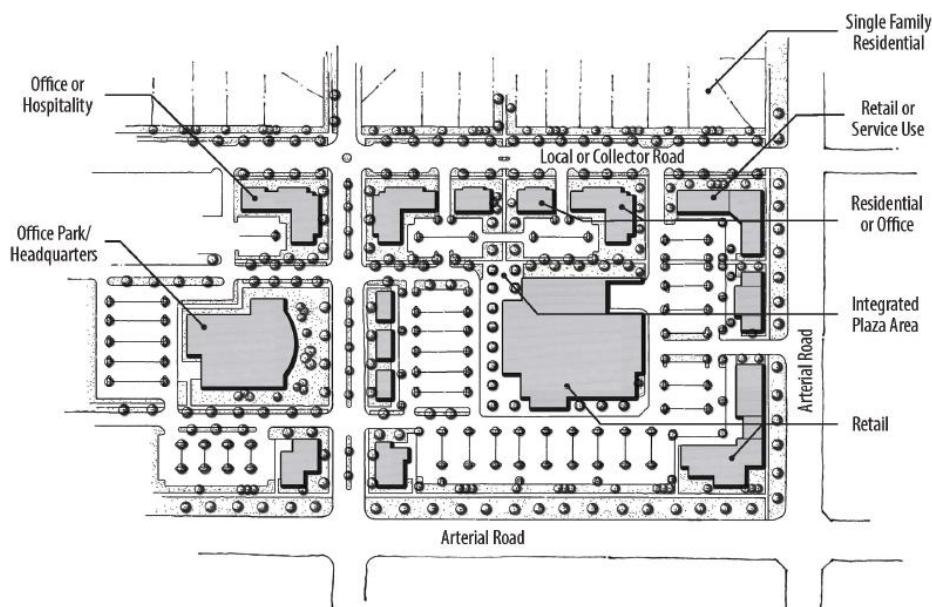 Single Family
Residential
Office or
Hospitality
Retail or
Service Use
Local or Collector Road
Residential
or Office
Office Park/
Headquarters
Integrated
Plaza Area
Arterial Road
Retail
Arterial Road